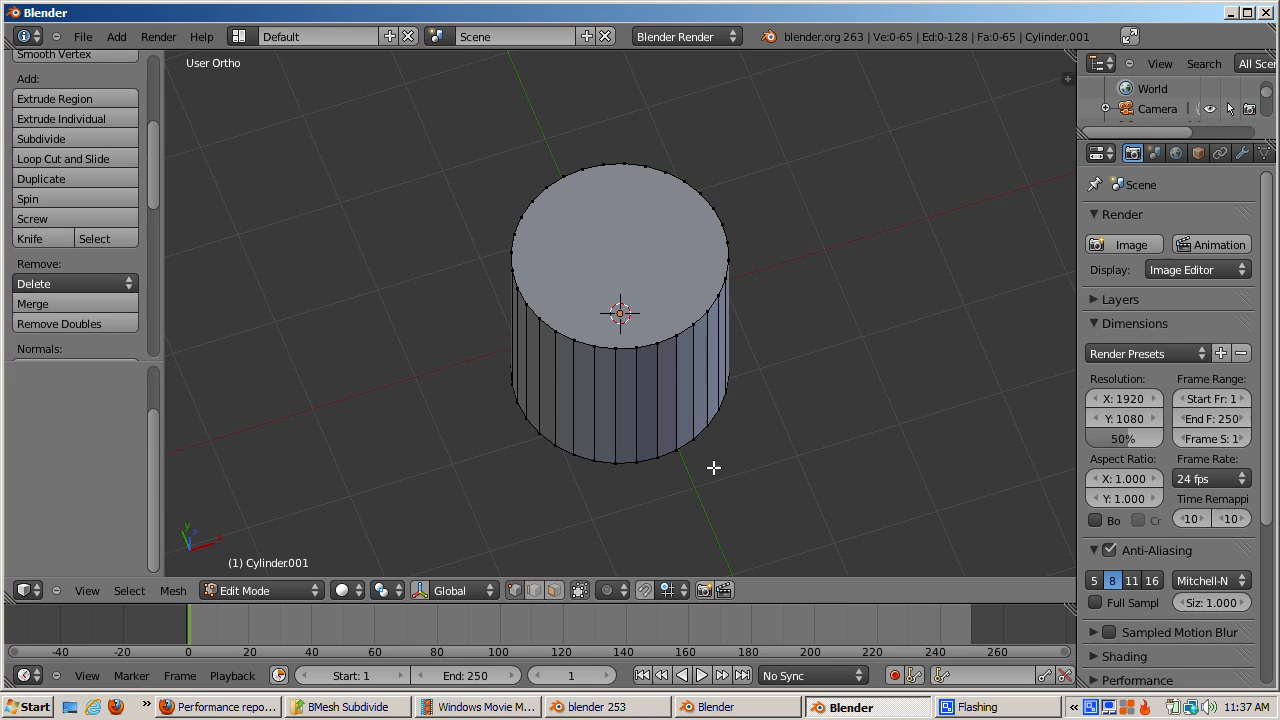 Blender
File Add Render Help Default Scene Blender Render blender.org 263 | Ve:0-65 | Ed:0-128 | Fa:0-65 | Cylinder.001
Smooth Vertex
Add:
Extrude Region
Extrude Individual
Subdivide
Loop Cut and Slide
Duplicate
Spin
Screw
Knife Select
Remove:
Delete
Merge
Remove Doubles
Normals:
User Ortho
(1) Cylinder.001
View Search All Scen
World
Camera
Scene
Render
Image Animation
Display: Image Editor
Layers
Dimensions
Render Presets
Resolution: Frame Range:
X: 1920 Start Fr: 1
Y: 1080 End F: 250
50% Frame S: 1
Aspect Ratio: Frame Rate:
X: 1.000 24 fps
Y: 1.000 Time Remappi
Bo Cr 10 10
Anti-Aliasing
5 8 11 16 Mitchell-N
Full Sampl Siz: 1.000
Sampled Motion Blur
Shading
Performance
View Select Mesh Edit Mode Global
-40 -20 0 20 40 60 80 100 120 140 160 180 200 220 240 260
View Marker Frame Playback Start: 1 End: 250 1 No Sync
Start Performance repo... BMesh Subdivide Windows Movie M... blender 253 Blender Blender Flashing 11:37 AM